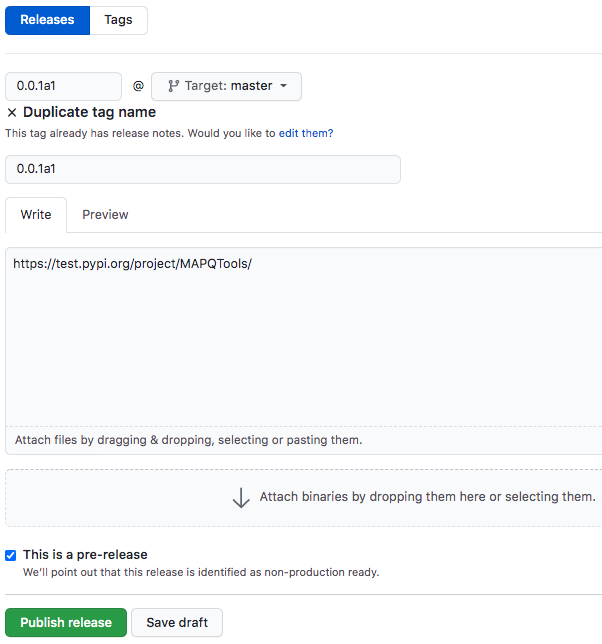 Releases Tags
0.0.1a1 @ Target: master
× Duplicate tag name
This tag already has release notes. Would you like to edit them?
0.0.1a1
Write Preview
https://test.pypi.org/project/MAPQTools/
Attach files by dragging & dropping, selecting or pasting them.
Attach binaries by dropping them here or selecting them.
This is a pre-release
We’ll point out that this release is identified as non-production ready.
Publish release Save draft